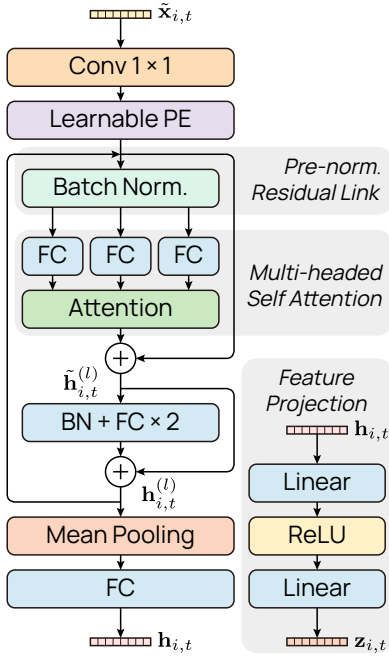 x̃_{i,t}
Conv 1 × 1
Learnable PE
Pre-norm.
Residual Link
Batch Norm.
FC FC FC
Multi-headed
Self Attention
Attention
+
h̃_{i,t}^{(l)}
BN + FC × 2
+
h_{i,t}^{(l)}
Mean Pooling
FC
h_{i,t}
Feature
Projection
h_{i,t}
Linear
ReLU
Linear
z_{i,t}